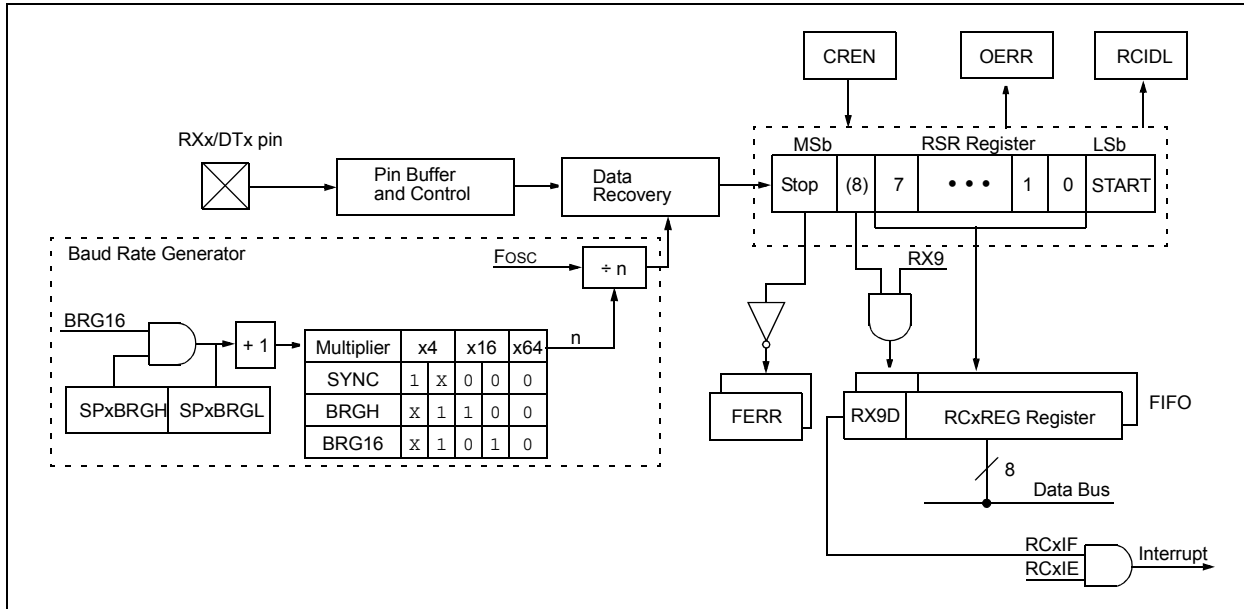 CREN
OERR
RCIDL
RXx/DTx pin
Pin Buffer
and Control
Data
Recovery
MSb
RSR Register
LSb
Stop (8) 7 • • • 1 0 START
Baud Rate Generator
FOSC
÷ n
RX9
BRG16
+ 1
n
SPxBRGH SPxBRGL
Multiplier x4 x16 x64
SYNC 1 X 0 0 0
BRGH X 1 1 0 0
BRG16 X 1 0 1 0
FERR
RX9D
RCxREG Register
FIFO
8
Data Bus
RCxIF
RCxIE
Interrupt